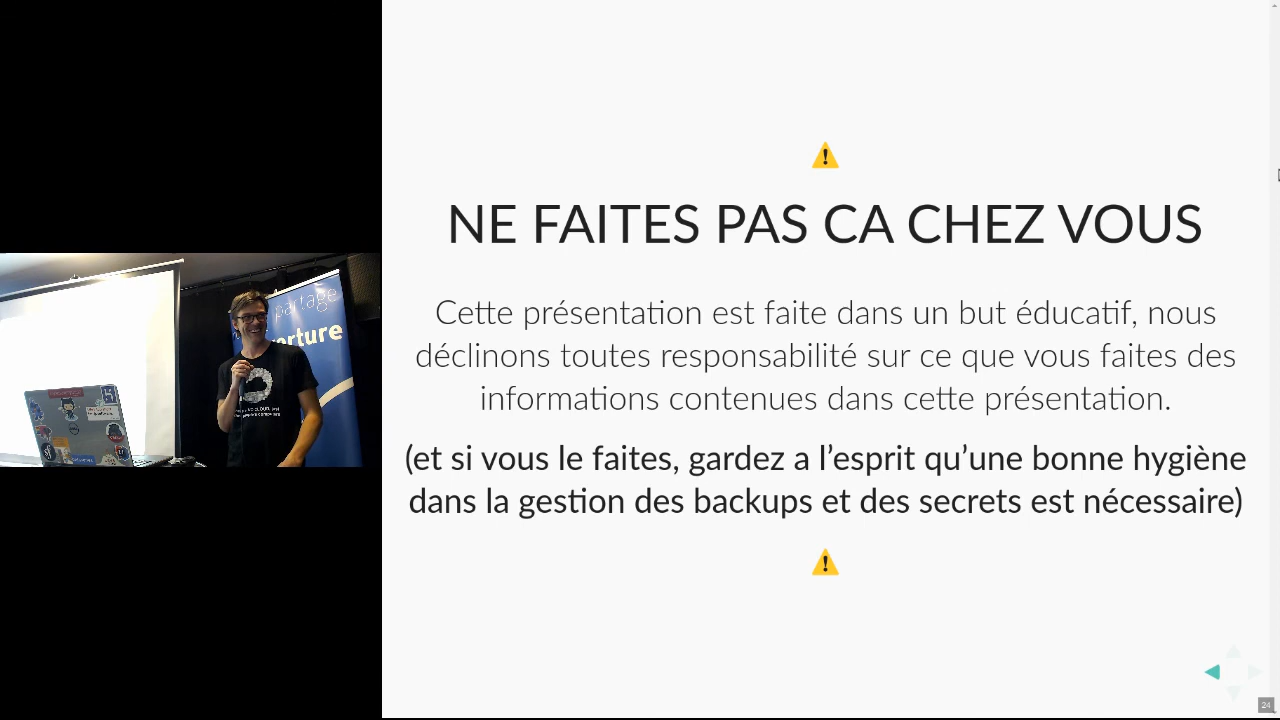 ⚠
NE FAITES PAS CA CHEZ VOUS
Cette présentation est faite dans un but éducatif, nous
déclinons toutes responsabilité sur ce que vous faites des
informations contenues dans cette présentation.
(et si vous le faites, gardez a l’esprit qu’une bonne hygiène
dans la gestion des backups et des secrets est nécessaire)
⚠
24
partage